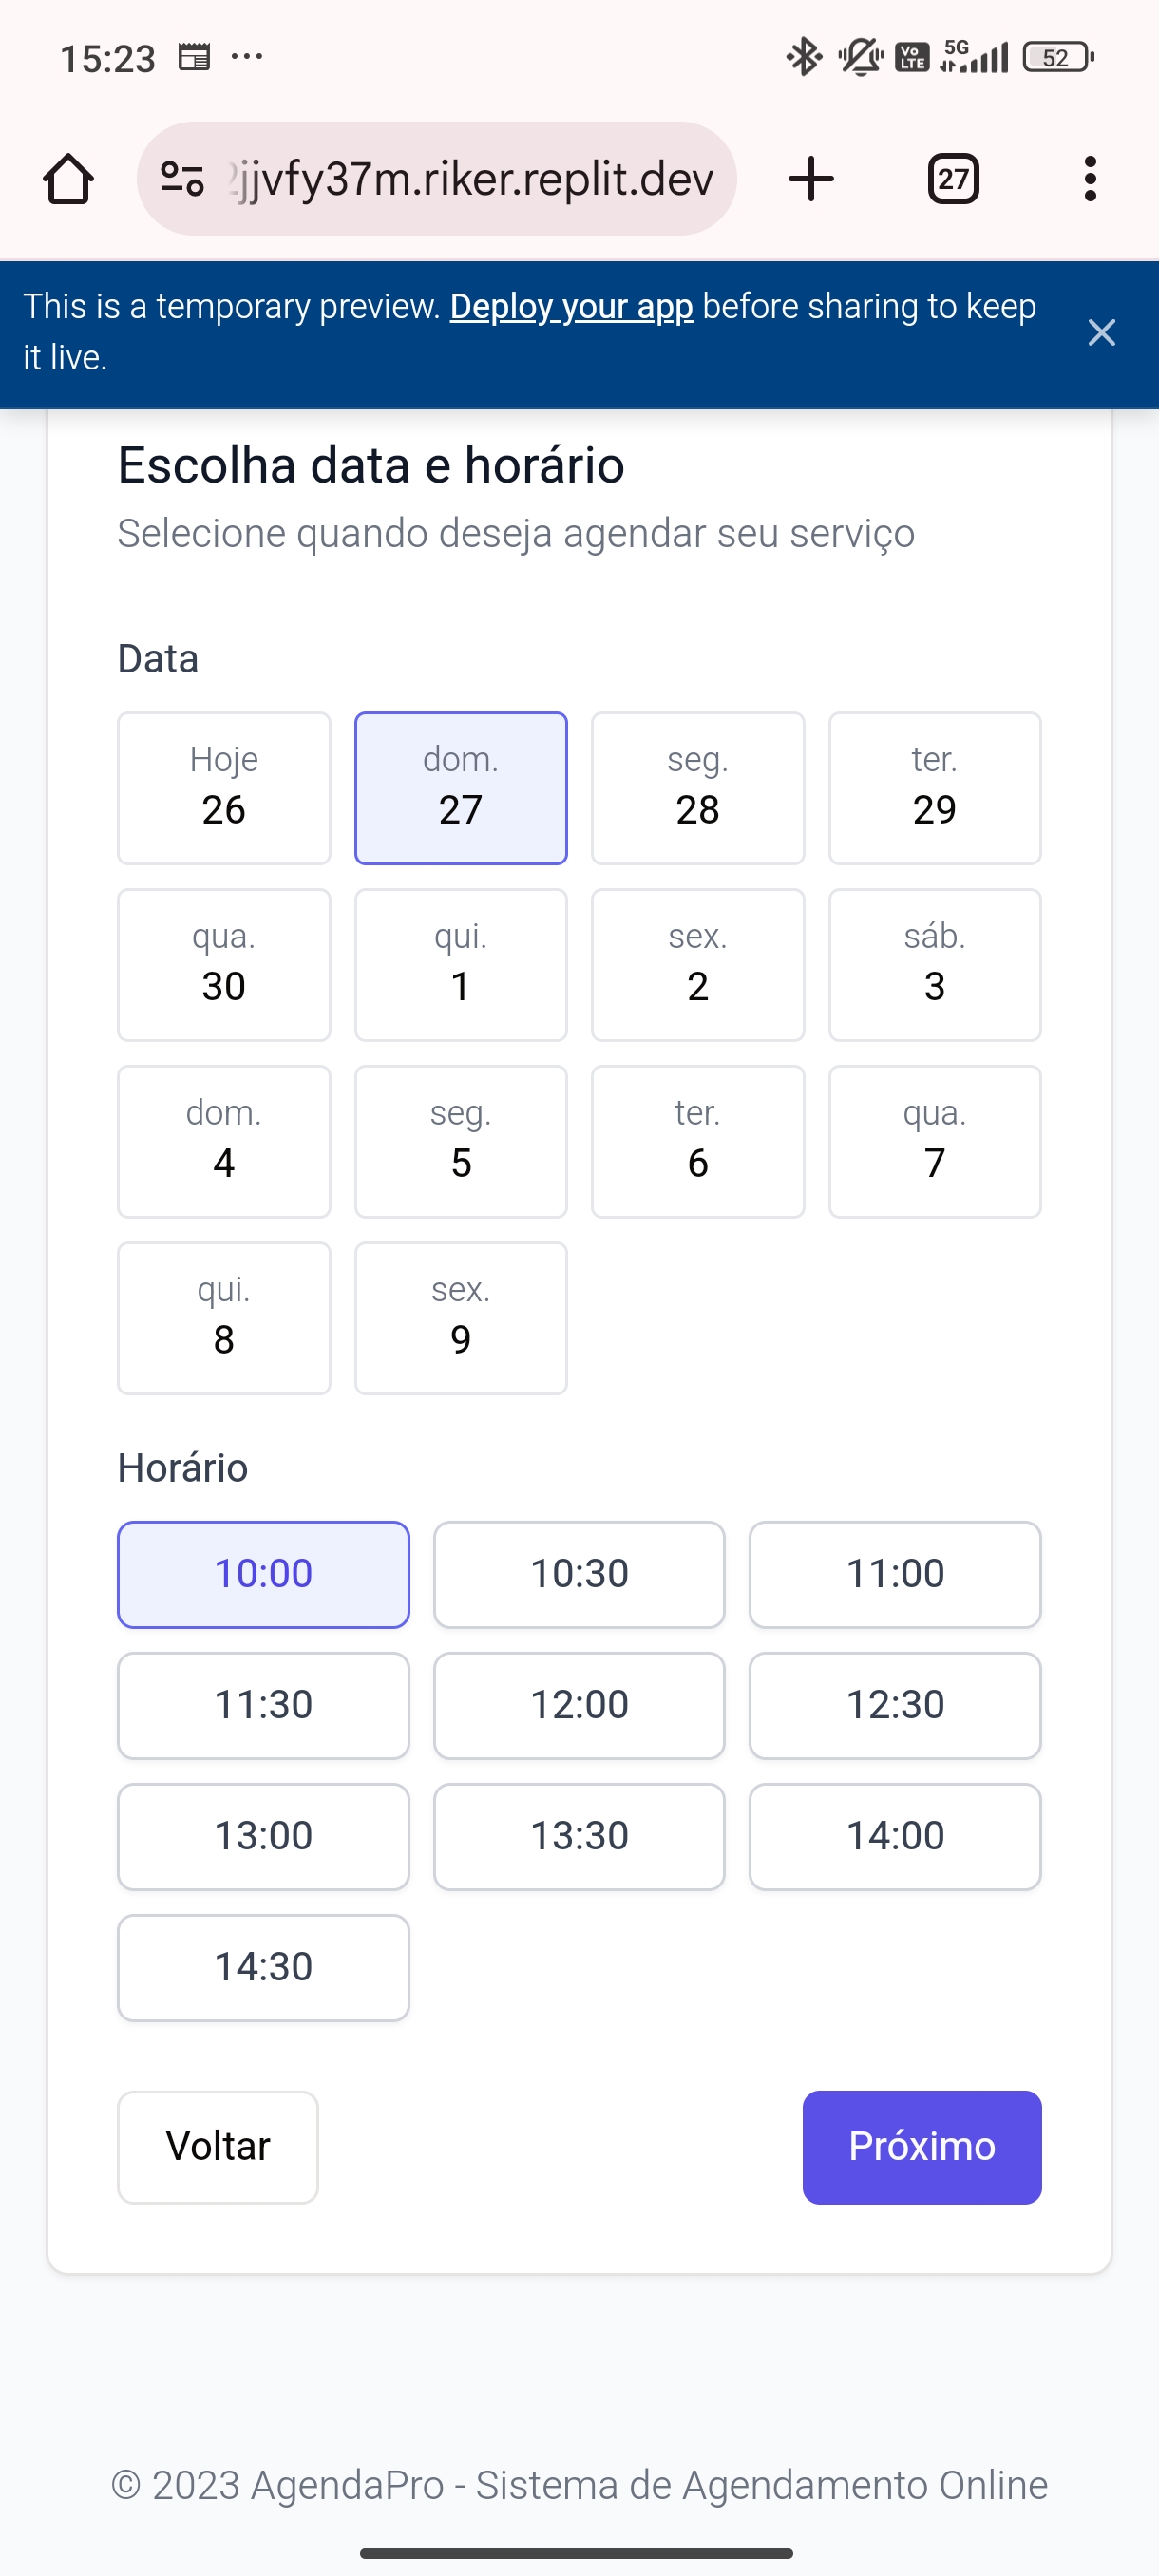 15:23
Vo LTE 5G 52
jjvfy37m.riker.replit.dev
27
This is a temporary preview. Deploy your app before sharing to keep
it live.
Escolha data e horário
Selecione quando deseja agendar seu serviço
Data
Hoje dom. seg. ter.
26 27 28 29
qua. qui. sex. sáb.
30 1 2 3
dom. seg. ter. qua.
4 5 6 7
qui. sex.
8 9
Horário
10:00 10:30 11:00
11:30 12:00 12:30
13:00 13:30 14:00
14:30
Voltar Próximo
© 2023 AgendaPro - Sistema de Agendamento Online